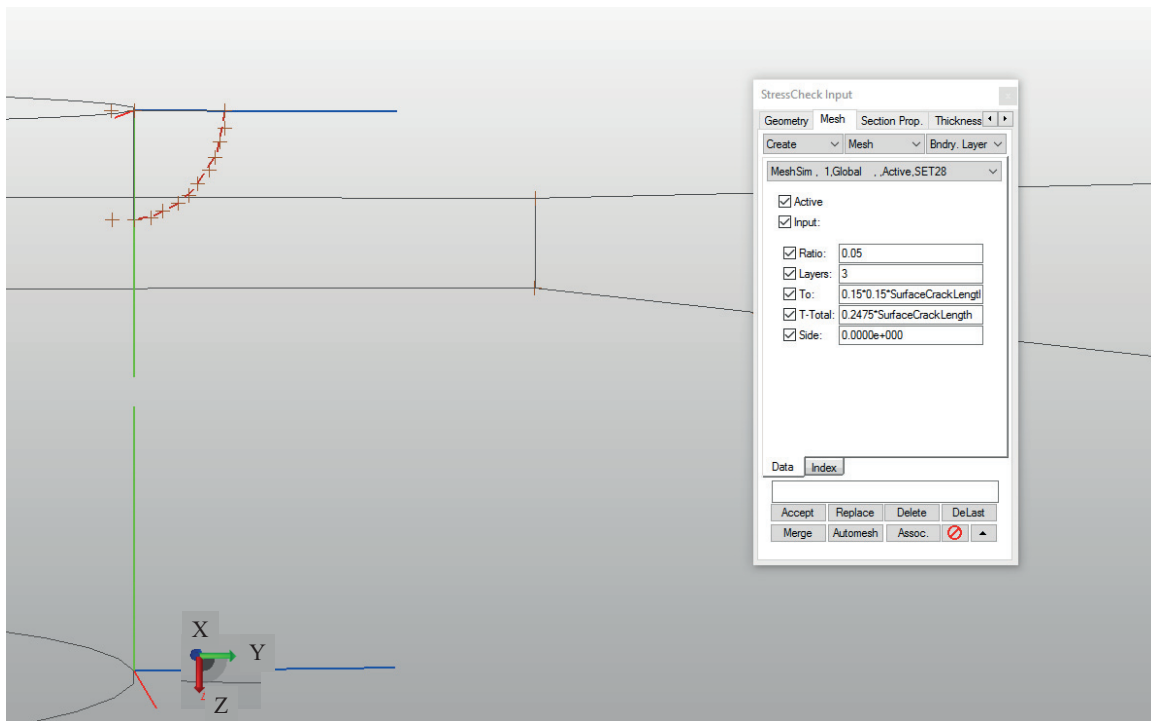 StressCheck Input
Geometry Mesh Section Prop. Thickness
Create Mesh Bndry. Layer
MeshSim , 1,Global , ,Active,SET28
Active
Input:
Ratio: 0.05
Layers: 3
To: 0.15*0.15*SurfaceCrackLengtl
T-Total: 0.2475*SurfaceCrackLength
Side: 0.0000e+000
Data Index
Accept Replace Delete DeLast
Merge Automesh Assoc.
X
Y
Z